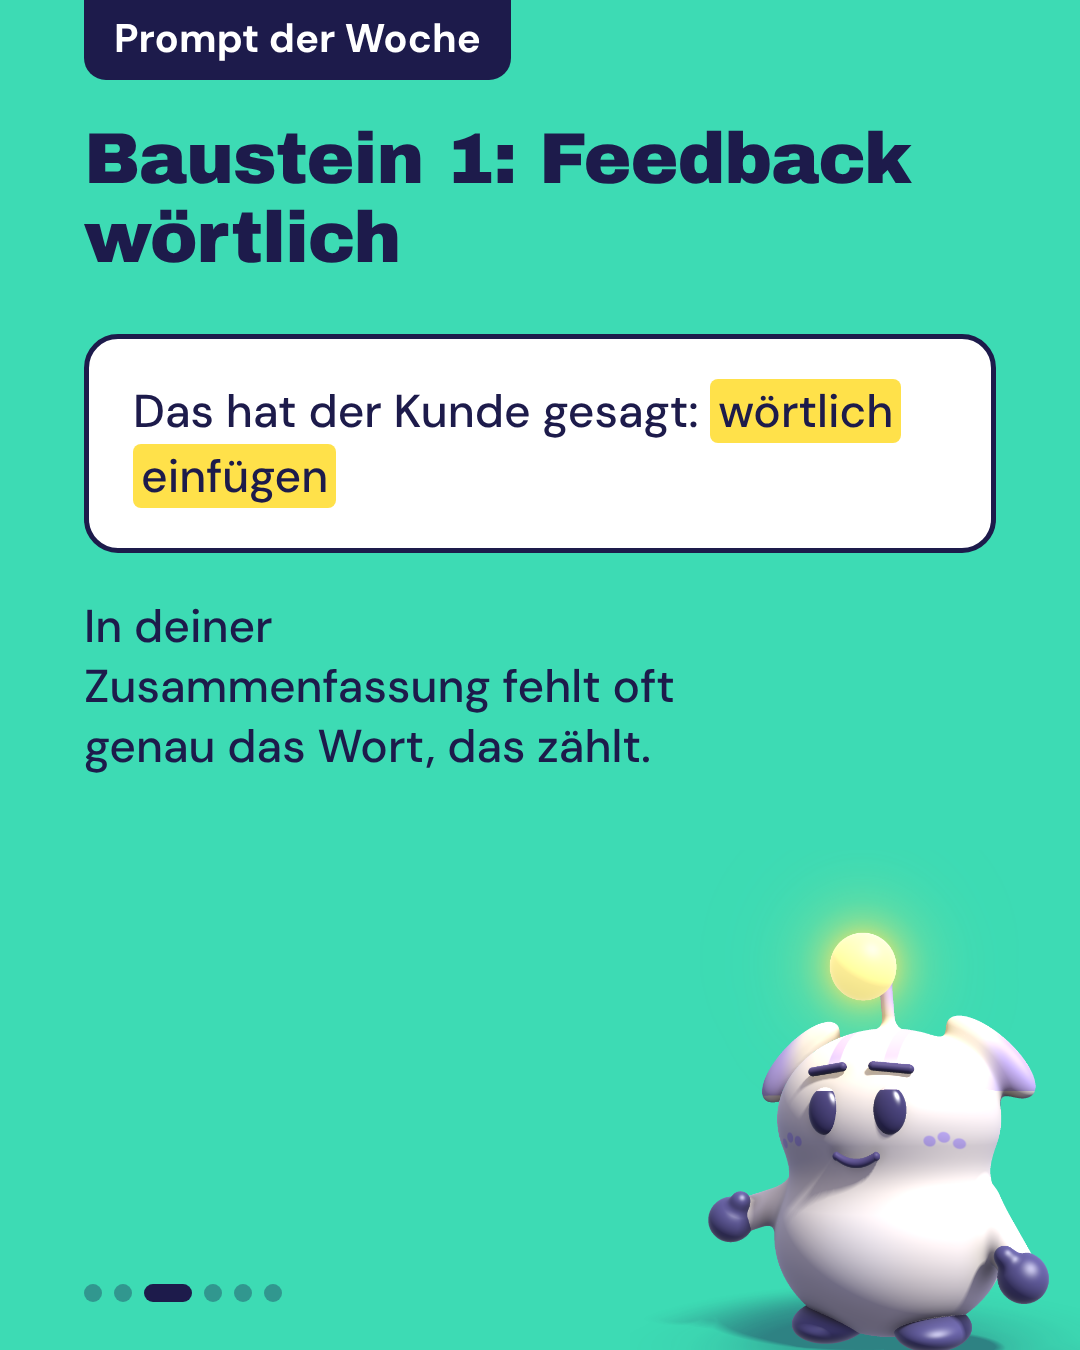 Prompt der Woche
Baustein 1: Feedback
wörtlich
Das hat der Kunde gesagt: wörtlich
einfügen
In deiner
Zusammenfassung fehlt oft
genau das Wort, das zählt.